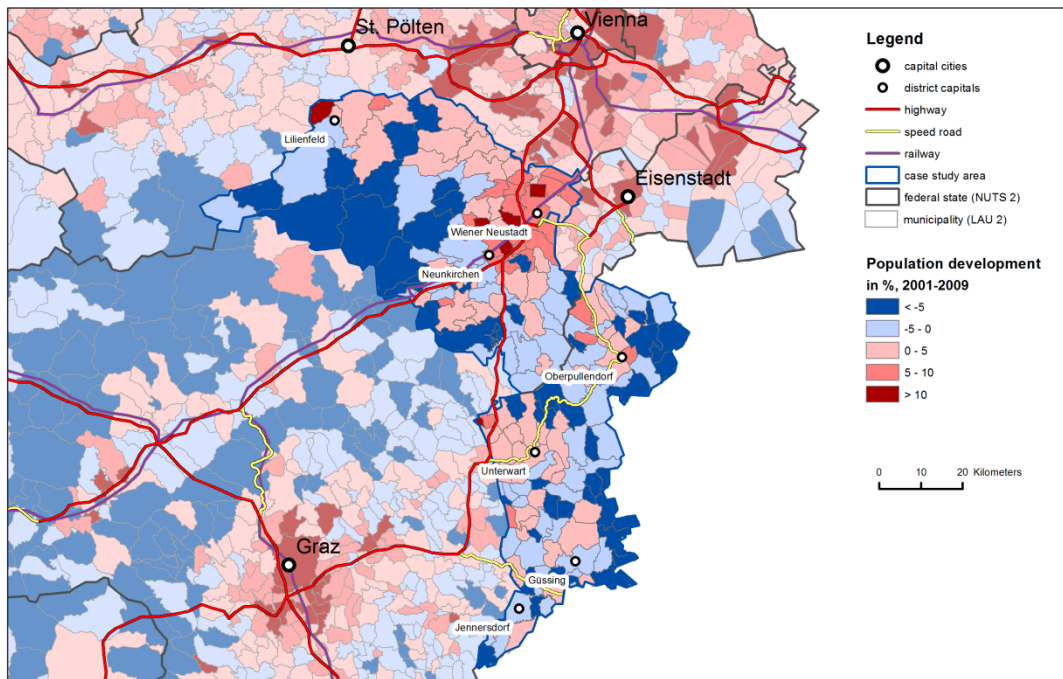 St. Pölten
Vienna
Lilienfeld
Eisenstadt
Wiener Neustadt
Neunkirchen
Oberpullendorf
Unterwart
Graz
Güssing
Jennersdorf
Legend
capital cities
district capitals
highway
speed road
railway
case study area
federal state (NUTS 2)
municipality (LAU 2)
Population development
in %, 2001-2009
< -5
-5 - 0
0 - 5
5 - 10
> 10
0 10 20 Kilometers